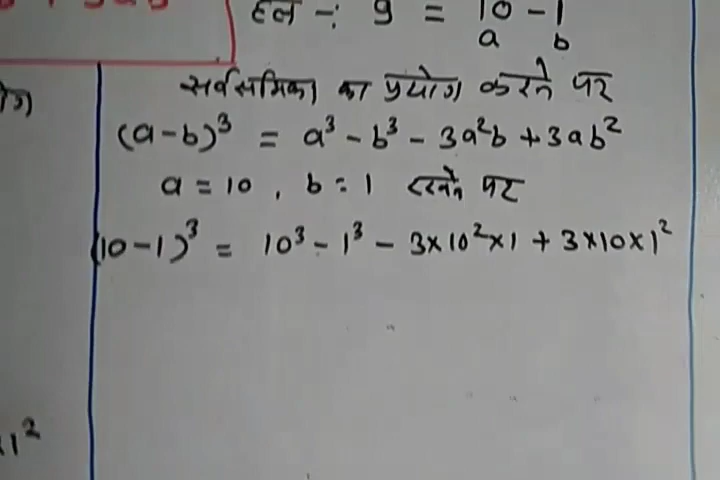 हल -: 9 = 10 - 1
a b
सर्वसमिका का प्रयोग करने पर
(a-b)³ = a³ - b³ - 3a²b + 3ab²
a = 10, b = 1 रखने पर
(10-1)³ = 10³ - 1³ - 3×10²×1 + 3×10×1²
1²